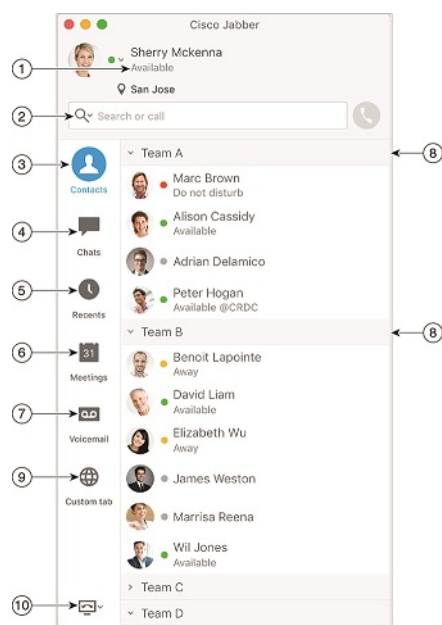 Cisco Jabber
Sherry Mckenna
1
Available
San Jose
2
Search or call
3
Contacts
Team A
8
Marc Brown
Do not disturb
4
Chats
Alison Cassidy
Available
Adrian Delamico
5
Recents
Peter Hogan
Available @CRDC
Team B
8
6
31
Meetings
Benoit Lapointe
Away
David Liam
Available
7
Voicemail
Elizabeth Wu
Away
9
Custom tab
James Weston
Marrisa Reena
Wil Jones
Available
Team C
10
Team D